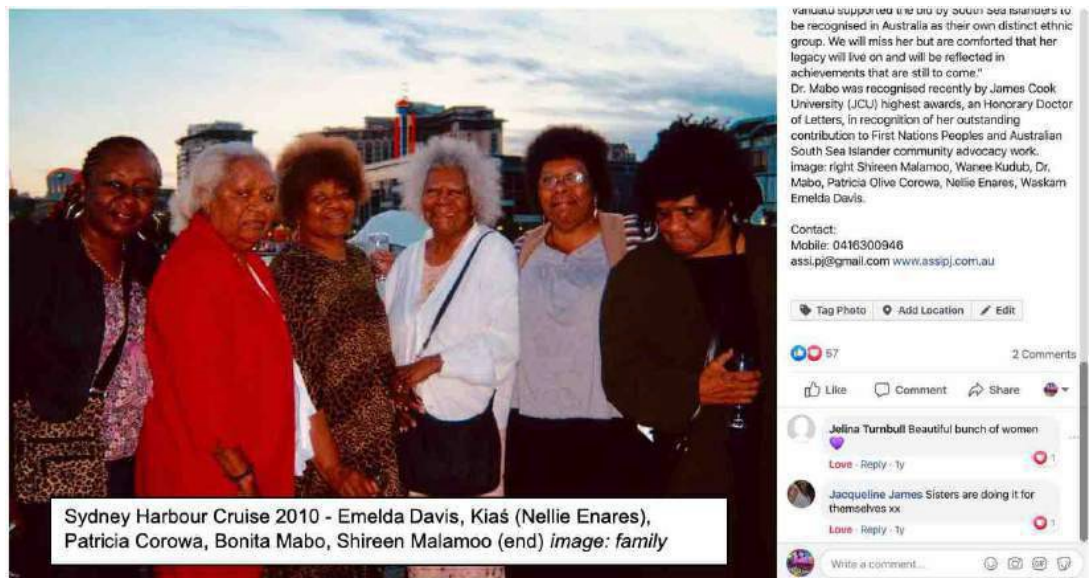 Vanuatu supported the bid by South Sea Islanders to
be recognised in Australia as their own distinct ethnic
group. We will miss her but are comforted that her
legacy will live on and will be reflected in
achievements that are still to come."
Dr. Mabo was recognised recently by James Cook
University (JCU) highest awards, an Honorary Doctor
of Letters, in recognition of her outstanding
contribution to First Nations Peoples and Australian
South Sea Islander community advocacy work.
image: right Shireen Malamoo, Wanee Kudub, Dr.
Mabo, Patricia Olive Corowa, Nellie Enares, Waskam
Emelda Davis.
Contact:
Mobile: 0416300946
assi.pj@gmail.com www.assipj.com.au
Tag Photo Add Location Edit
57 2 Comments
Like Comment Share
Jelina Turnbull Beautiful bunch of women
💜
Love · Reply · 1y 1
Jacqueline James Sisters are doing it for
themselves xx
Love · Reply · 1y 1
Write a comment...
GIF
Sydney Harbour Cruise 2010 - Emelda Davis, Kiaś (Nellie Enares),
Patricia Corowa, Bonita Mabo, Shireen Malamoo (end) image: family